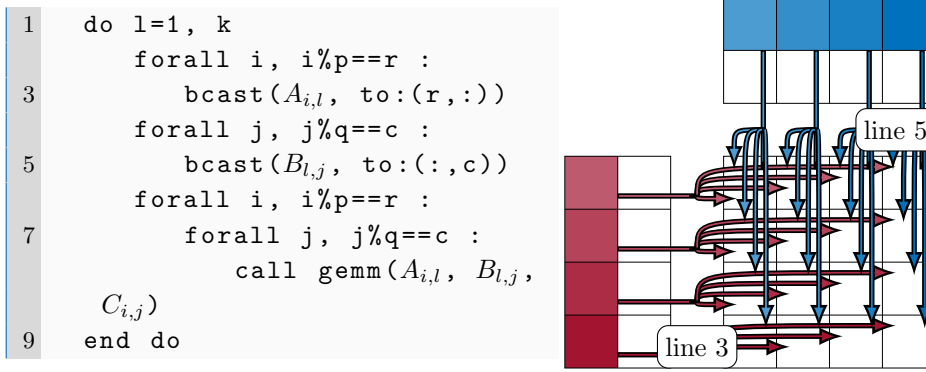 1 do l=1, k
forall i, i%p==r :
3 bcast(A_{i,l}, to:(r,:))
forall j, j%q==c :
5 bcast(B_{l,j}, to:(:,c))
forall i, i%p==r :
7 forall j, j%q==c :
call gemm(A_{i,l}, B_{l,j},
C_{i,j})
9 end do
line 5
line 3